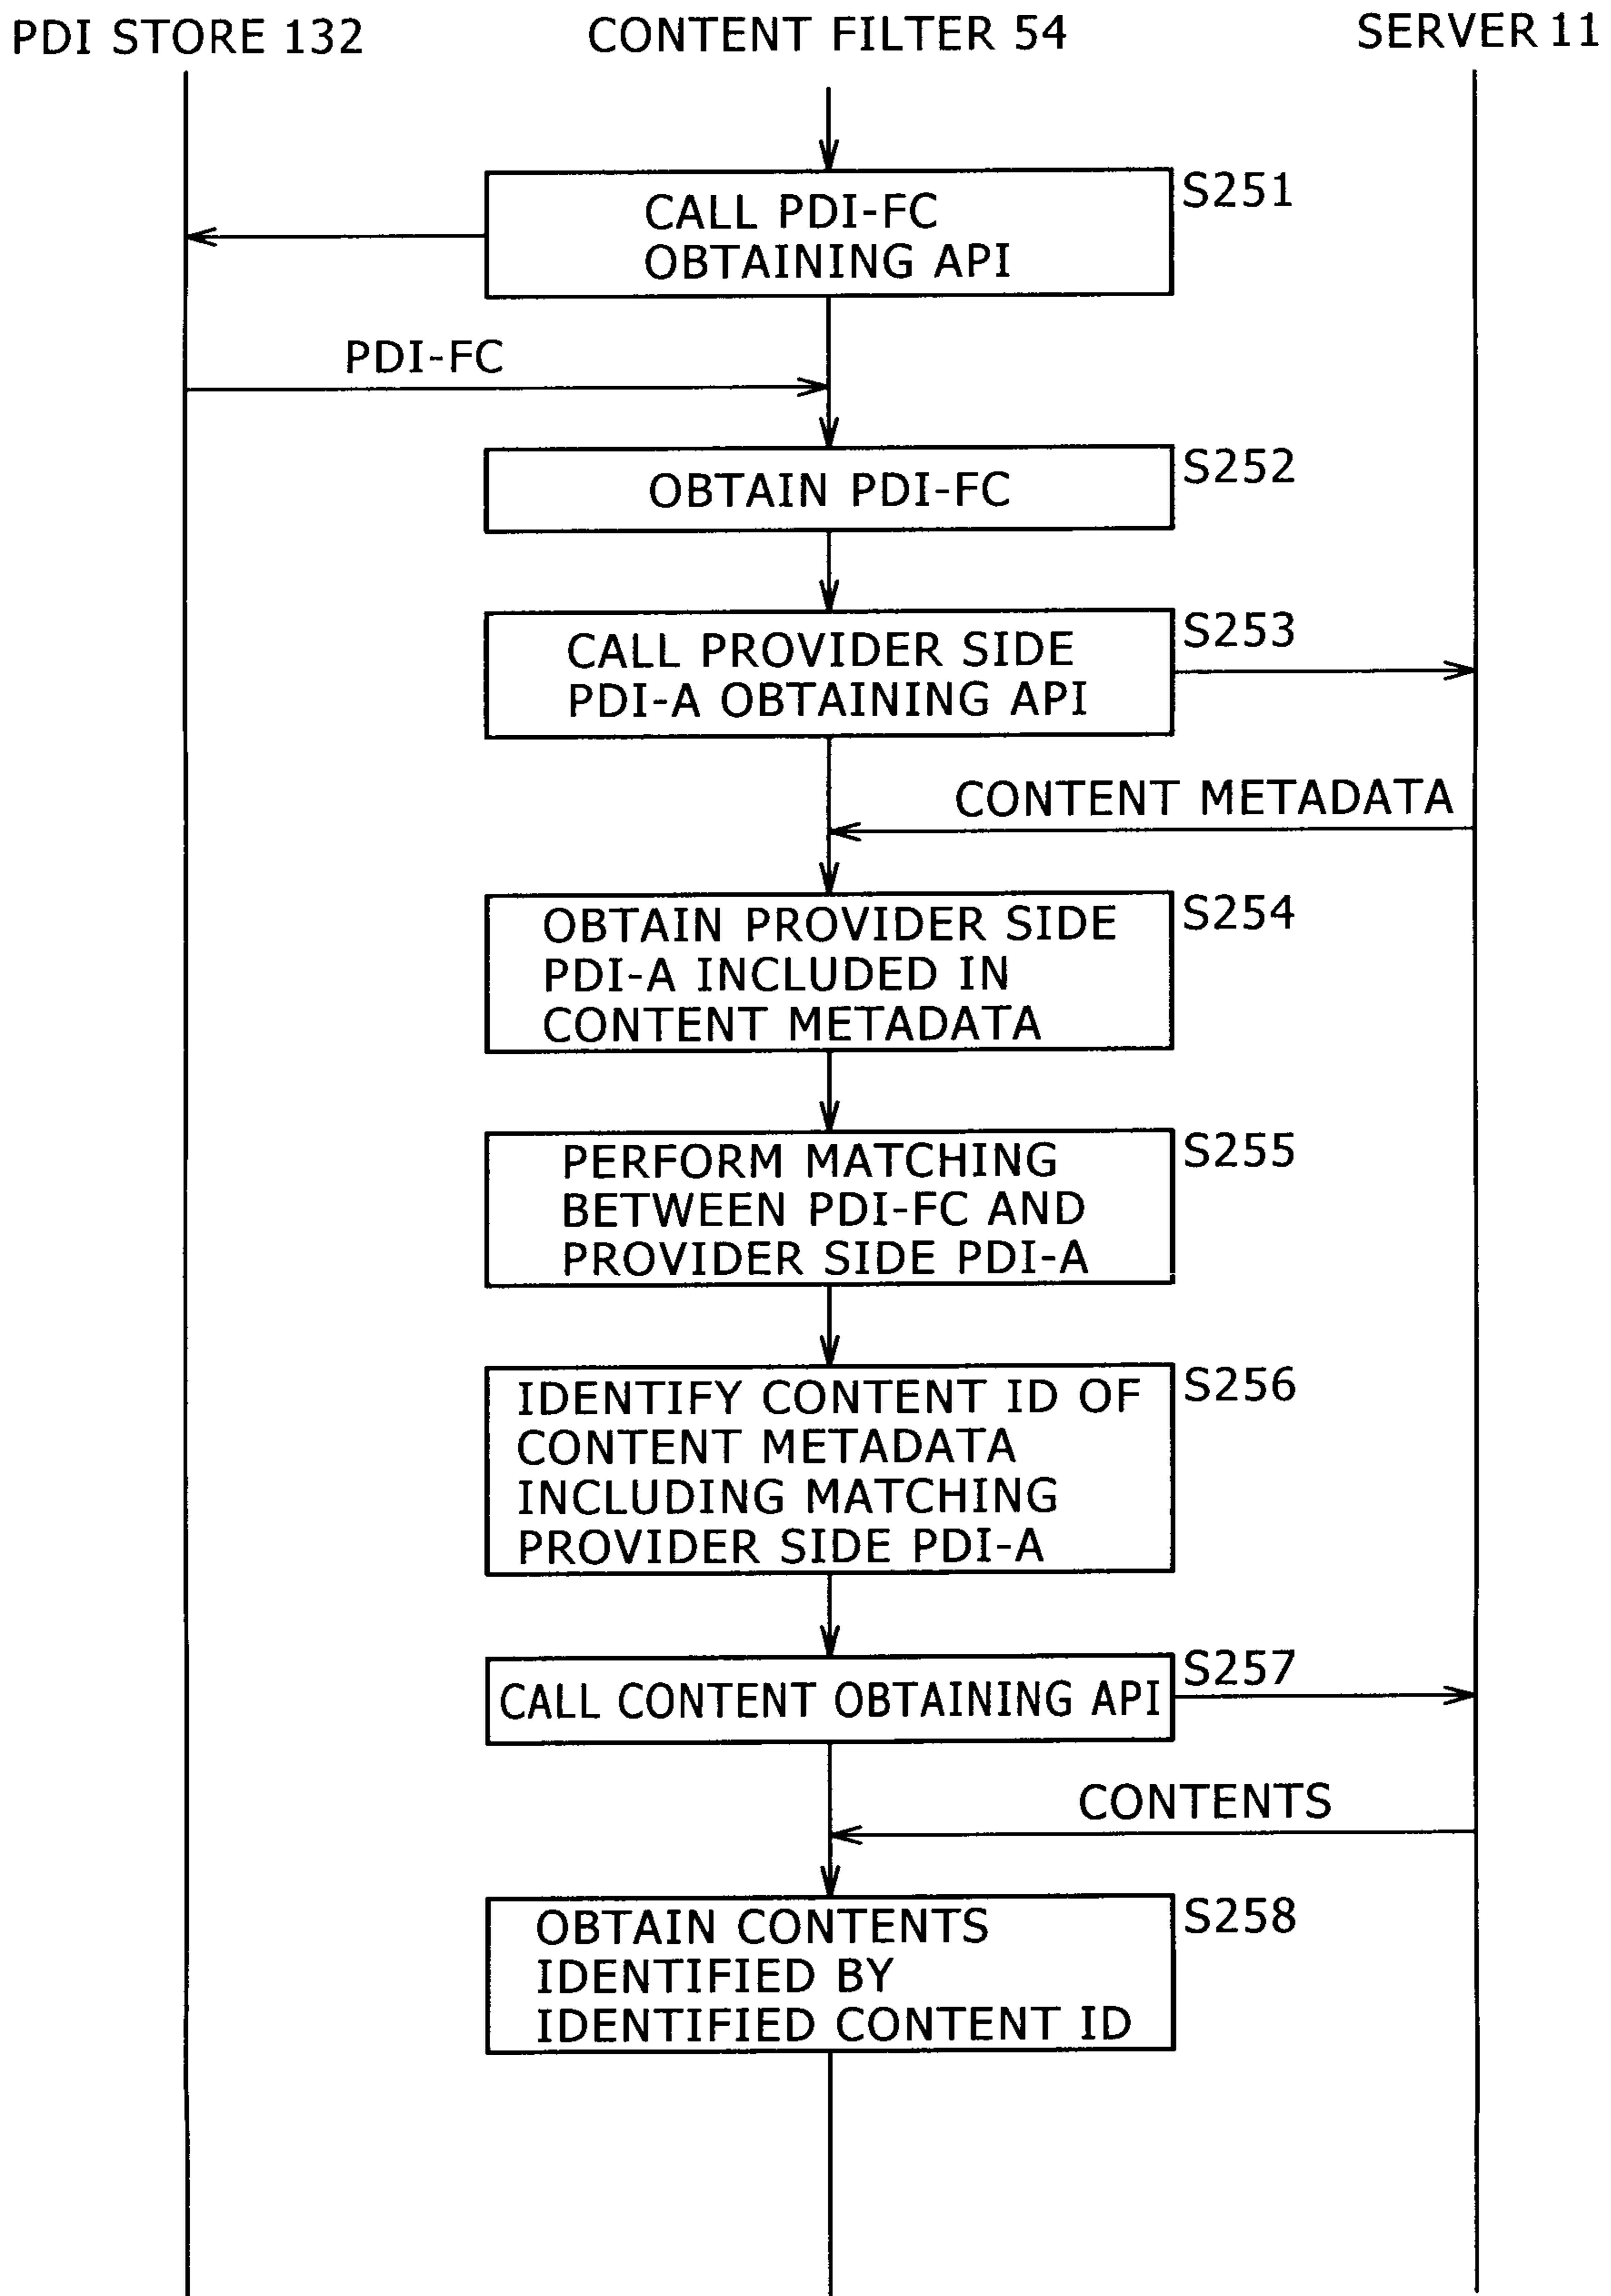 PDI STORE 132
CONTENT FILTER 54
SERVER 11
S251
CALL PDI-FC
OBTAINING API
PDI-FC
S252
OBTAIN PDI-FC
S253
CALL PROVIDER SIDE
PDI-A OBTAINING API
CONTENT METADATA
S254
OBTAIN PROVIDER SIDE
PDI-A INCLUDED IN
CONTENT METADATA
S255
PERFORM MATCHING
BETWEEN PDI-FC AND
PROVIDER SIDE PDI-A
S256
IDENTIFY CONTENT ID OF
CONTENT METADATA
INCLUDING MATCHING
PROVIDER SIDE PDI-A
S257
CALL CONTENT OBTAINING API
CONTENTS
S258
OBTAIN CONTENTS
IDENTIFIED BY
IDENTIFIED CONTENT ID